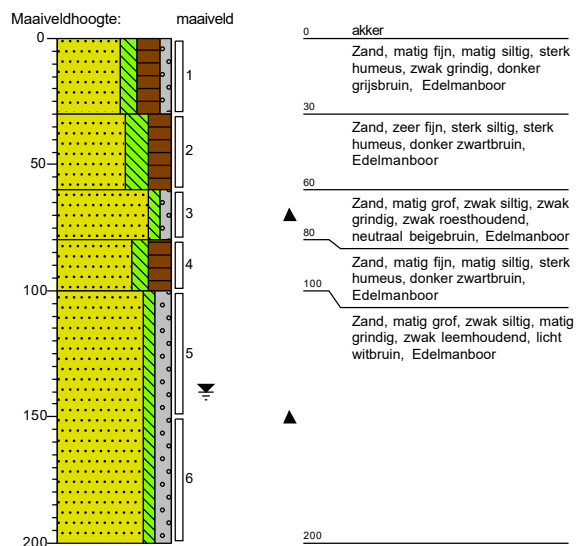 Maaiveldhoogte: maaiveld
0
50
100
150
200
1
2
3
4
5
6
0 akker
Zand, matig fijn, matig siltig, sterk
humeus, zwak grindig, donker
grijsbruin, Edelmanboor
30
Zand, zeer fijn, sterk siltig, sterk
humeus, donker zwartbruin,
Edelmanboor
60
Zand, matig grof, zwak siltig, zwak
grindig, zwak roesthoudend,
neutraal beigebruin, Edelmanboor
80
Zand, matig fijn, matig siltig, sterk
humeus, donker zwartbruin,
Edelmanboor
100
Zand, matig grof, zwak siltig, matig
grindig, zwak leemhoudend, licht
witbruin, Edelmanboor
200